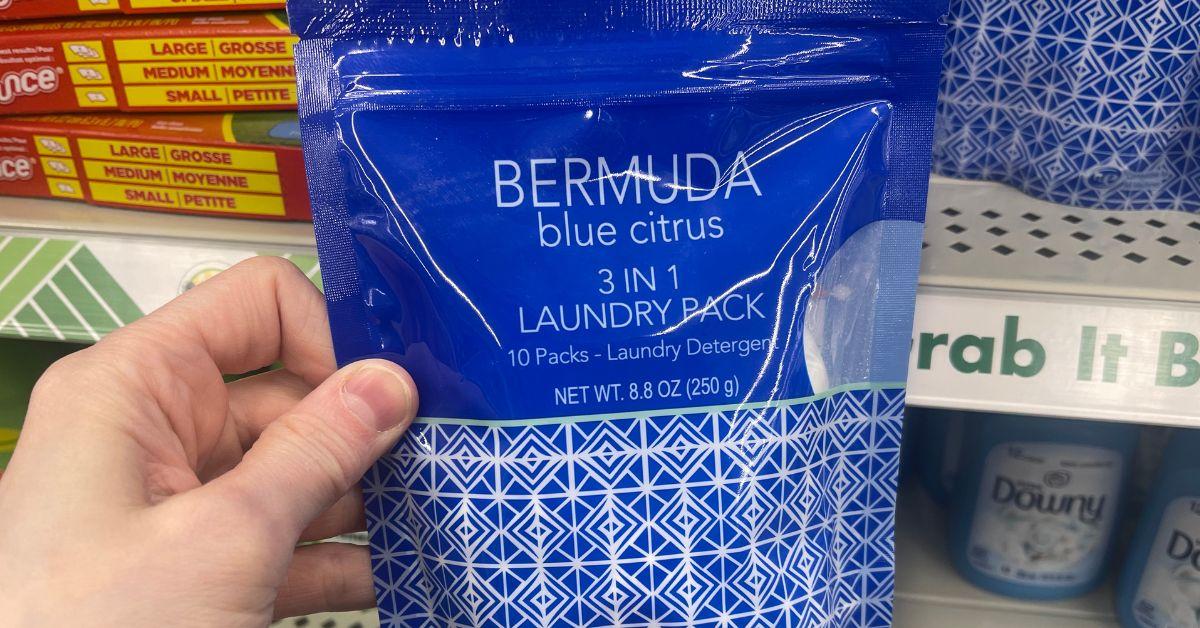 LARGE | GROSSE
MEDIUM | MOYENNE
SMALL | PETITE
LARGE | GROSSE
MEDIUM | MOYENNE
SMALL | PETITE
BERMUDA
blue citrus
3 IN 1
LAUNDRY PACK
10 Packs - Laundry Detergent
NET WT. 8.8 OZ (250 g)
rab It B
Downy